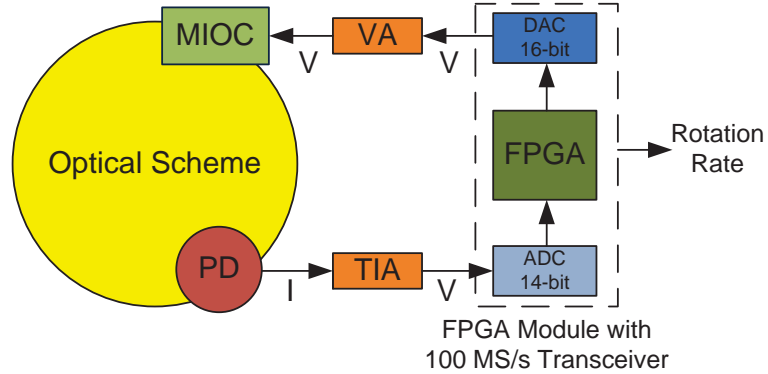 MIOC
V
VA
V
DAC
16-bit
Optical Scheme
FPGA
Rotation
Rate
PD
I
TIA
V
ADC
14-bit
FPGA Module with
100 MS/s Transceiver